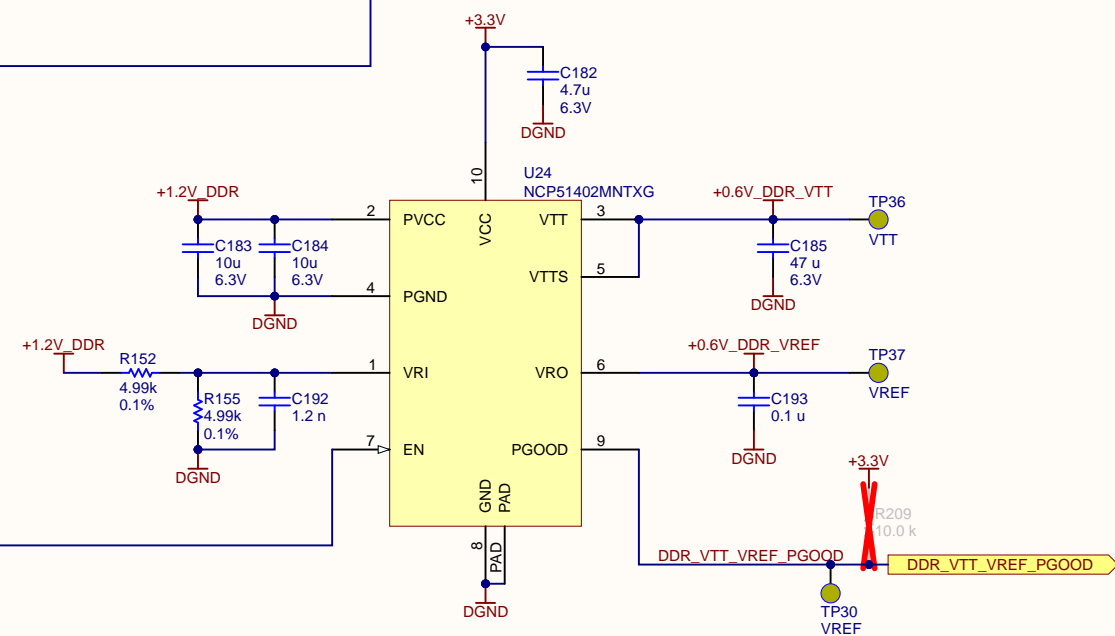 +3.3V
C182
4.7u
6.3V
DGND
U24
NCP51402MNTXG
10
VCC
+1.2V_DDR
2
PVCC
C183
10u
6.3V
C184
10u
6.3V
4
PGND
DGND
VTT
3
+0.6V_DDR_VTT
TP36
VTT
VTTS
5
C185
47 u
6.3V
DGND
+1.2V_DDR
R152
4.99k
0.1%
1
VRI
R155
4.99k
0.1%
C192
1.2 n
DGND
7
EN
VRO
6
+0.6V_DDR_VREF
TP37
VREF
C193
0.1 u
DGND
PGOOD
9
+3.3V
R209
10.0 k
GND
PAD
8
PAD
DGND
DDR_VTT_VREF_PGOOD
DDR_VTT_VREF_PGOOD
TP30
VREF